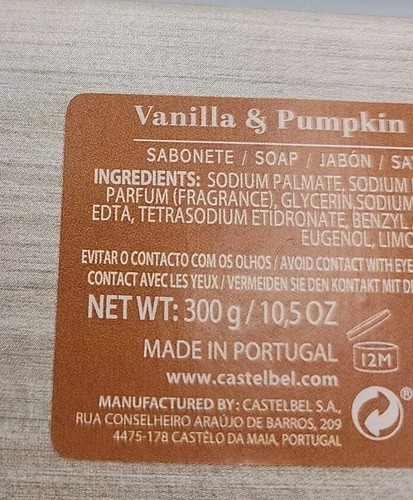 Vanilla & Pumpkin
SABONETE / SOAP / JABÓN / SA
INGREDIENTS: SODIUM PALMATE, SODIUM
PARFUM (FRAGRANCE), GLYCERIN, SODIUM
EDTA, TETRASODIUM ETIDRONATE, BENZYL
EUGENOL, LIMO
EVITAR O CONTACTO COM OS OLHOS / AVOID CONTACT WITH EYE
CONTACT AVEC LES YEUX / VERMEIDEN SIE DEN KONTAKT MIT D
NET WT: 300 g / 10,5 OZ
MADE IN PORTUGAL
12M
www.castelbel.com
MANUFACTURED BY: CASTELBEL S.A.,
RUA CONSELHEIRO ARAÚJO DE BARROS, 209
4475-178 CASTÊLO DA MAIA, PORTUGAL
®